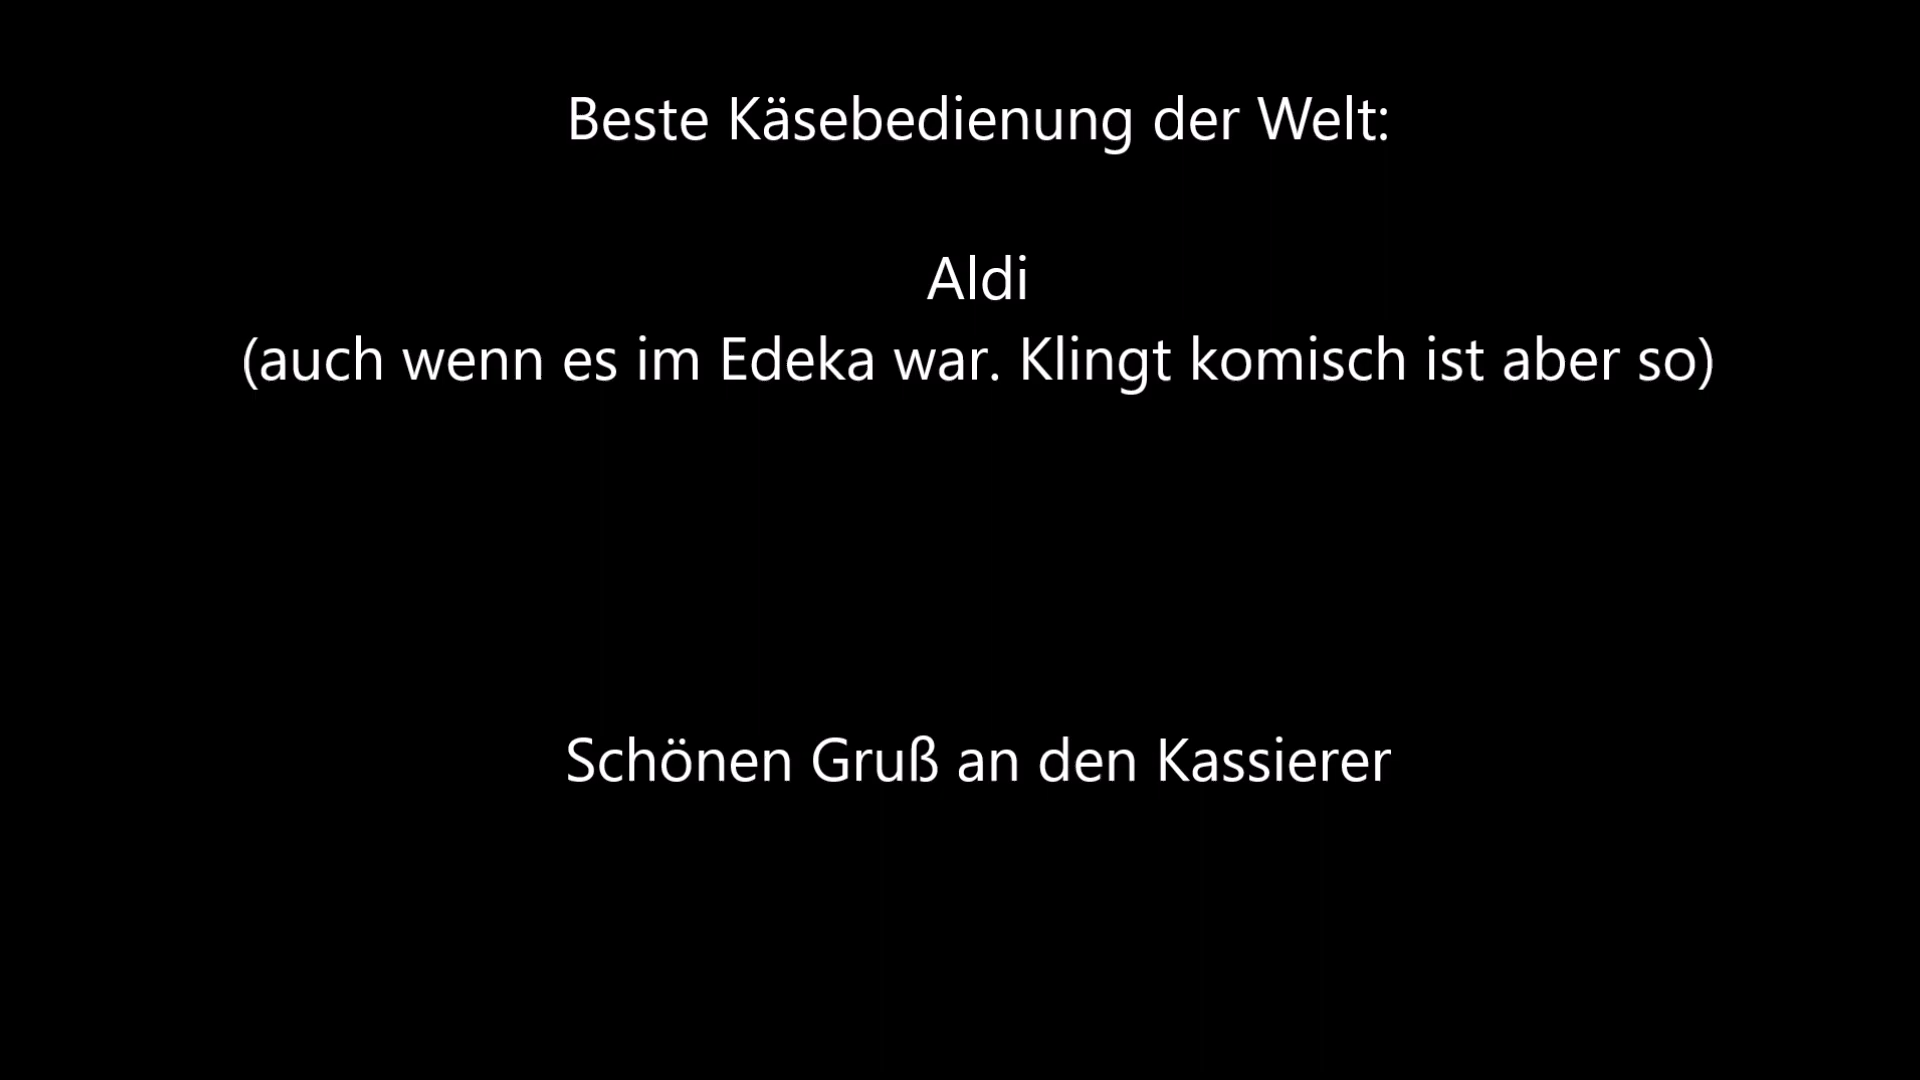 Beste Käsebedienung der Welt:
Aldi
(auch wenn es im Edeka war. Klingt komisch ist aber so)
Schönen Gruß an den Kassierer